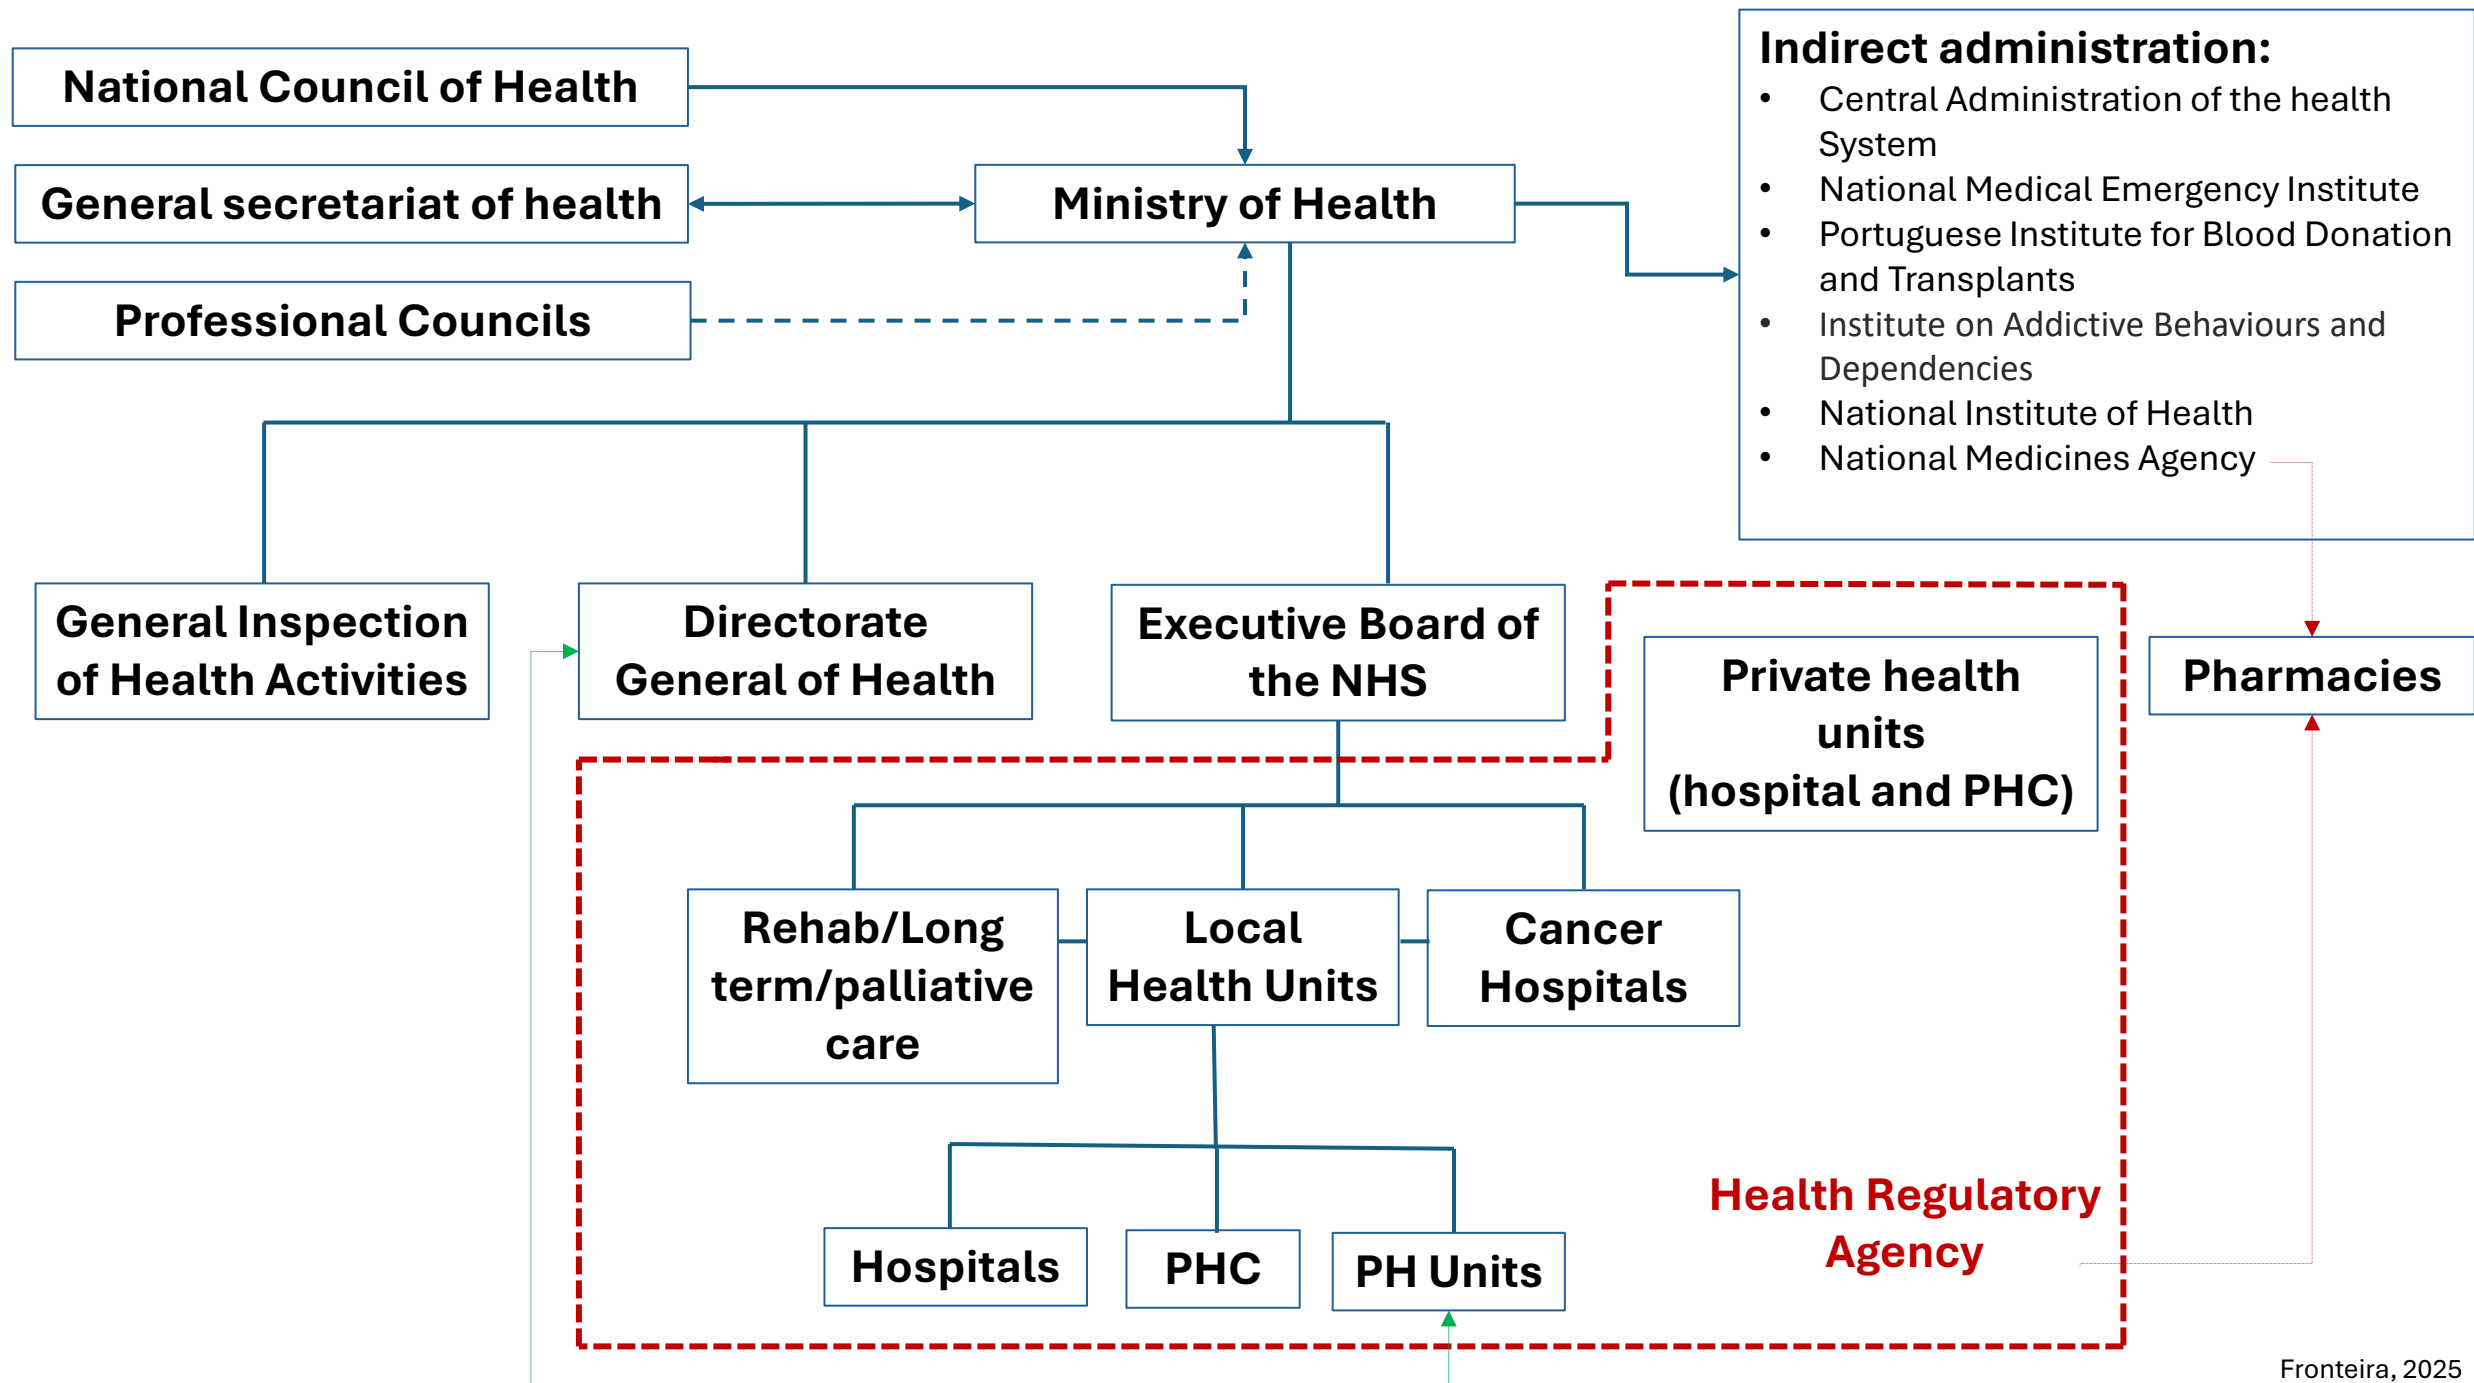 National Council of Health
General secretariat of health
Professional Councils
Ministry of Health
Indirect administration:
• Central Administration of the health
System
• National Medical Emergency Institute
• Portuguese Institute for Blood Donation
and Transplants
• Institute on Addictive Behaviours and
Dependencies
• National Institute of Health
• National Medicines Agency
General Inspection
of Health Activities
Directorate
General of Health
Executive Board of
the NHS
Private health
units
(hospital and PHC)
Pharmacies
Rehab/Long
term/palliative
care
Local
Health Units
Cancer
Hospitals
Hospitals
PHC
PH Units
Health Regulatory
Agency
Fronteira, 2025